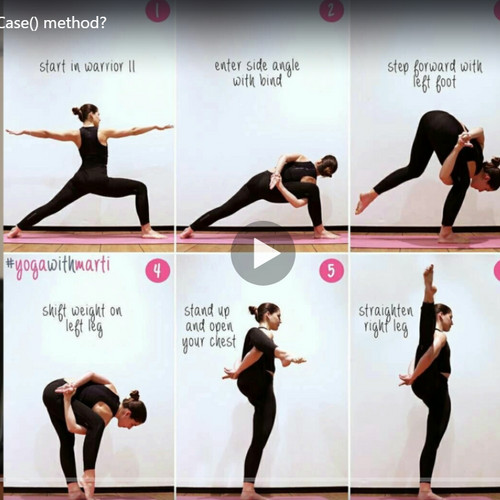 Case() method?
1
2
start in warrior II
enter side angle
with bind
step forward with
left foot
#yogawithmarti
4
5
shift weight on
left leg
stand up
and open
your chest
straighten
right leg